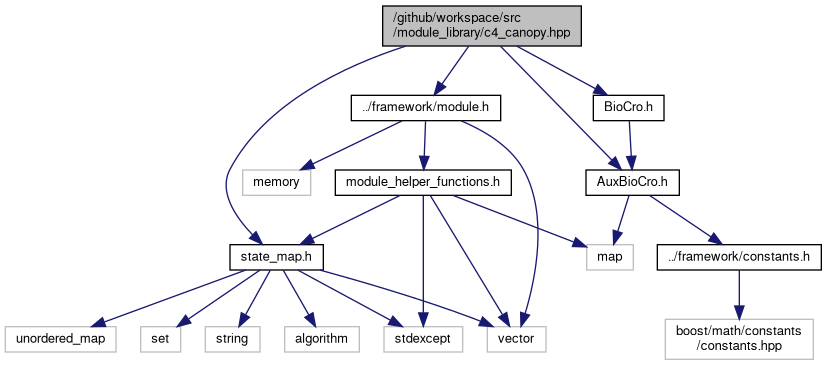 /github/workspace/src
/module_library/c4_canopy.hpp
../framework/module.h
BioCro.h
memory
module_helper_functions.h
AuxBioCro.h
state_map.h
map
../framework/constants.h
unordered_map
set
string
algorithm
stdexcept
vector
boost/math/constants
/constants.hpp